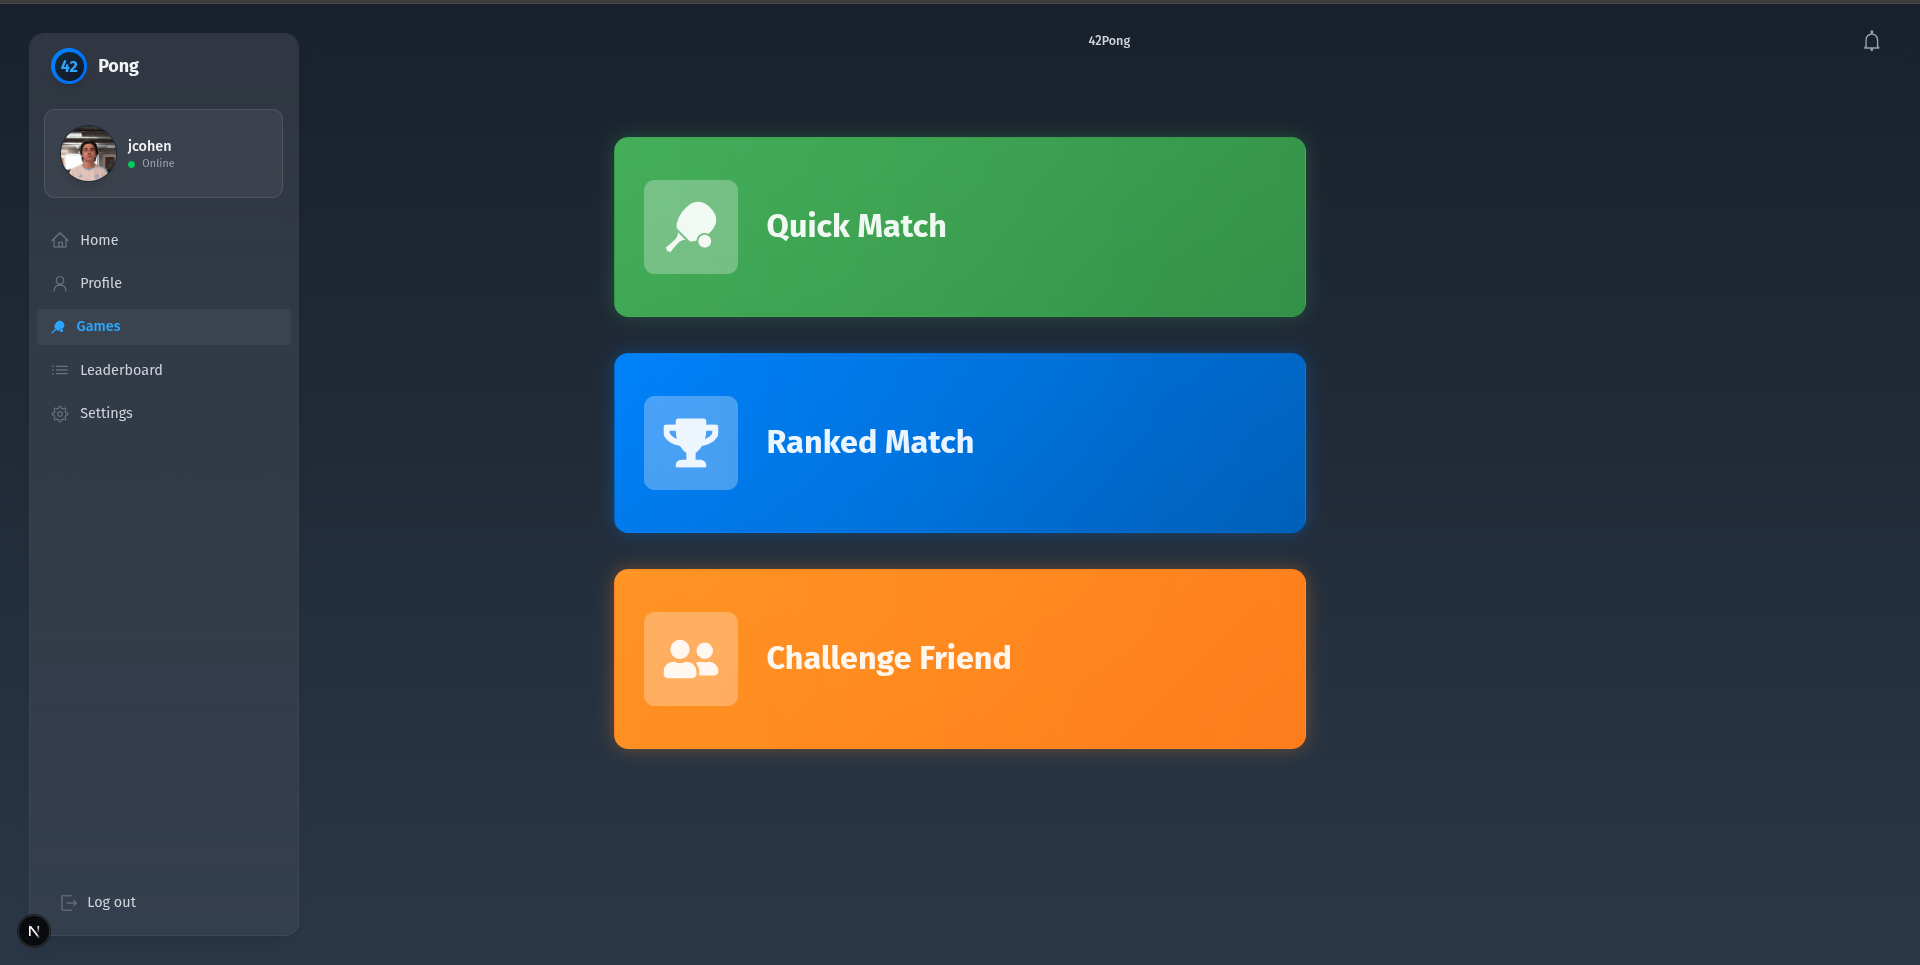 42Pong
42
Pong
jcohen
Online
Home
Profile
Games
Leaderboard
Settings
Log out
N
Quick Match
Ranked Match
Challenge Friend